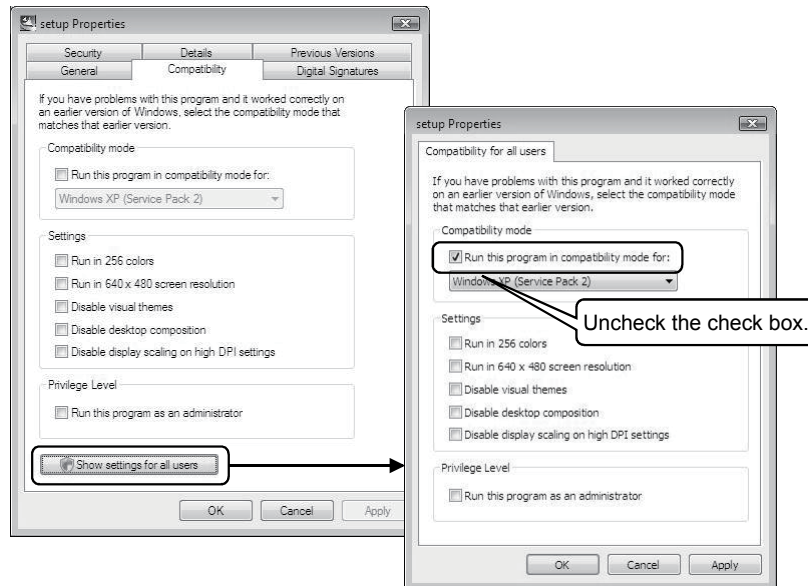 setup Properties
Security
Details
Previous Versions
General
Compatibility
Digital Signatures
If you have problems with this program and it worked correctly on
an earlier version of Windows, select the compatibility mode that
matches that earlier version.
Compatibility mode
Run this program in compatibility mode for:
Windows XP (Service Pack 2)
Settings
Run in 256 colors
Run in 640 x 480 screen resolution
Disable visual themes
Disable desktop composition
Disable display scaling on high DPI settings
Privilege Level
Run this program as an administrator
Show settings for all users
OK
Cancel
Apply
setup Properties
Compatibility for all users
If you have problems with this program and it worked correctly
on an earlier version of Windows, select the compatibility mode
that matches that earlier version.
Compatibility mode
Run this program in compatibility mode for:
Windows XP (Service Pack 2)
Uncheck the check box.
Settings
Run in 256 colors
Run in 640 x 480 screen resolution
Disable visual themes
Disable desktop composition
Disable display scaling on high DPI settings
Privilege Level
Run this program as an administrator
OK
Cancel
Apply